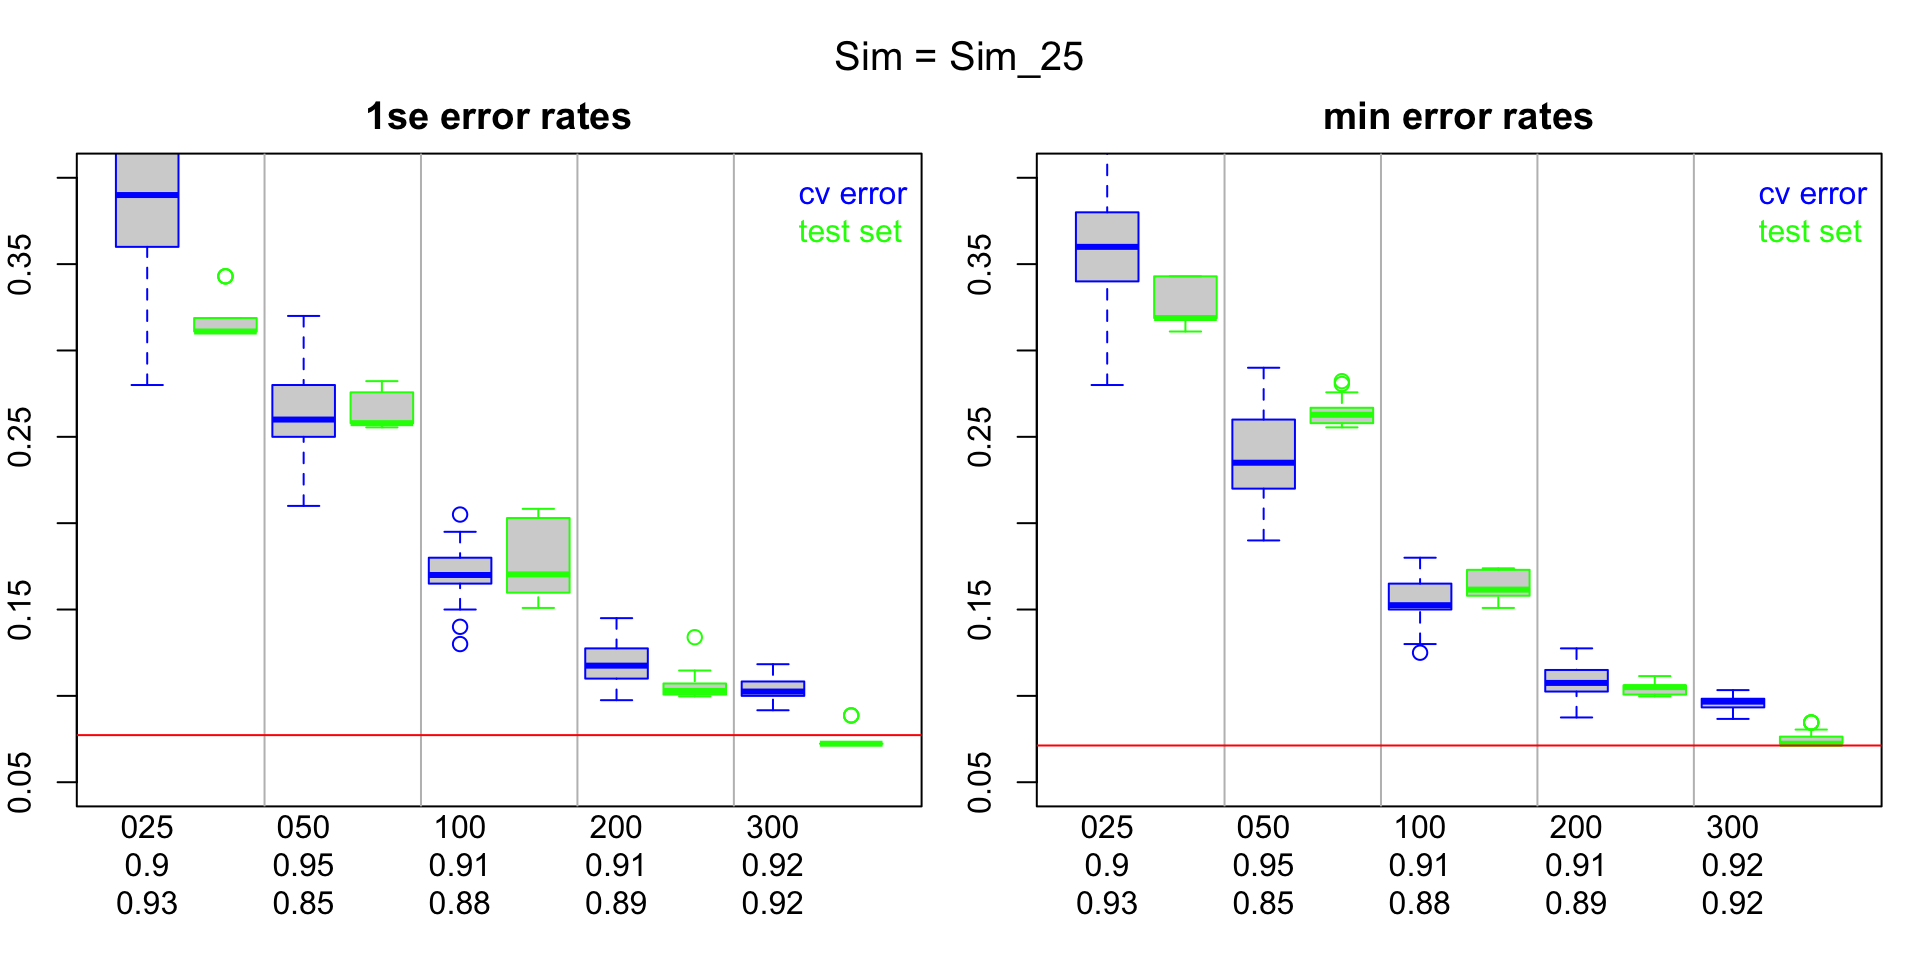 Sim = Sim_25
1se error rates
cv error
test set
0.35
0.25
0.15
0.05
025 050 100 200 300
0.9 0.95 0.91 0.91 0.92
0.93 0.85 0.88 0.89 0.92
min error rates
cv error
test set
0.35
0.25
0.15
0.05
025 050 100 200 300
0.9 0.95 0.91 0.91 0.92
0.93 0.85 0.88 0.89 0.92